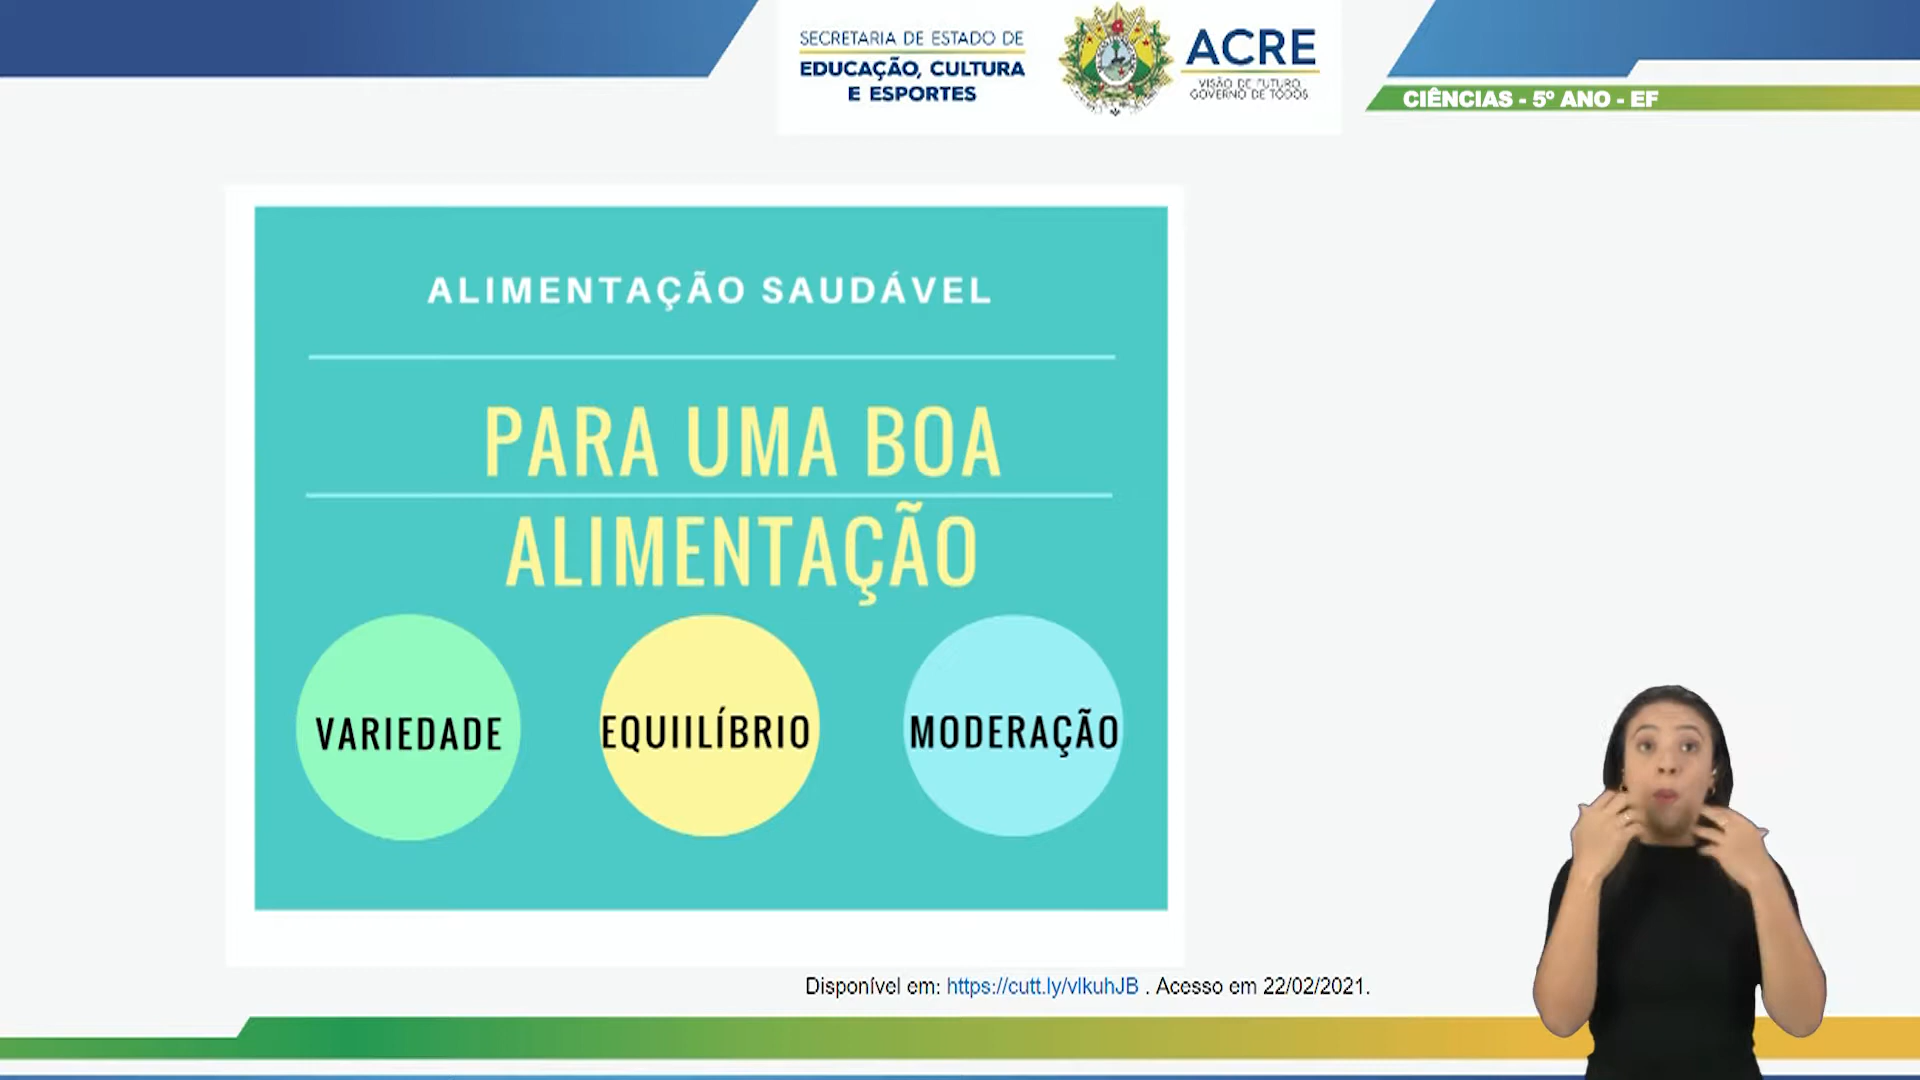 SECRETARIA DE ESTADO DE
EDUCAÇÃO, CULTURA
E ESPORTES
ACRE
VISÃO DE FUTURO
GOVERNO DE TODOS
CIÊNCIAS - 5º ANO - EF
ALIMENTAÇÃO SAUDÁVEL
PARA UMA BOA
ALIMENTAÇÃO
VARIEDADE
EQUIILÍBRIO
MODERAÇÃO
Disponível em: https://cutt.ly/vlkuhJB . Acesso em 22/02/2021.